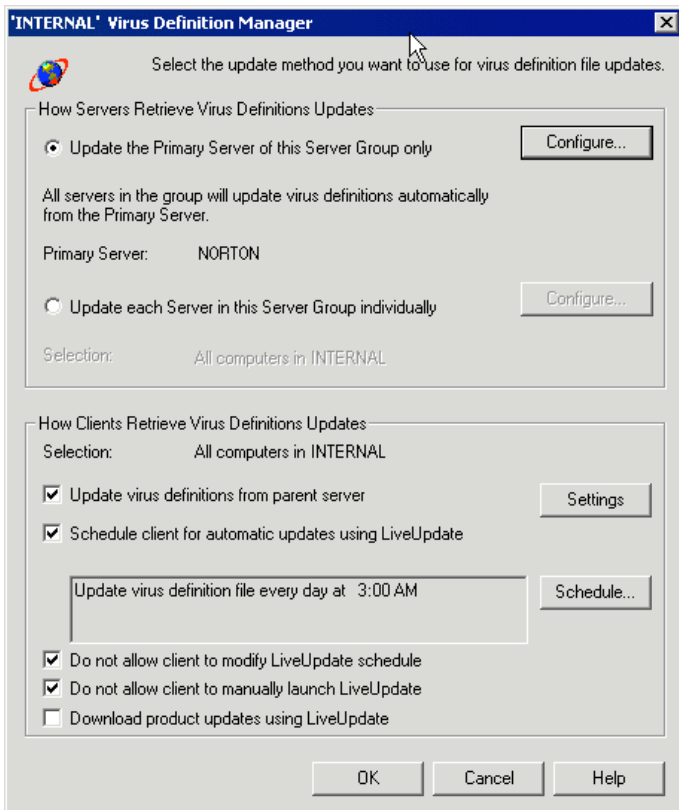 'INTERNAL' Virus Definition Manager
Select the update method you want to use for virus definition file updates.
How Servers Retrieve Virus Definitions Updates
Update the Primary Server of this Server Group only
Configure...
All servers in the group will update virus definitions automatically
from the Primary Server.
Primary Server: NORTON
Update each Server in this Server Group individually
Configure...
Selection: All computers in INTERNAL
How Clients Retrieve Virus Definitions Updates
Selection: All computers in INTERNAL
Update virus definitions from parent server
Settings
Schedule client for automatic updates using LiveUpdate
Update virus definition file every day at 3:00 AM
Schedule...
Do not allow client to modify LiveUpdate schedule
Do not allow client to manually launch LiveUpdate
Download product updates using LiveUpdate
OK Cancel Help